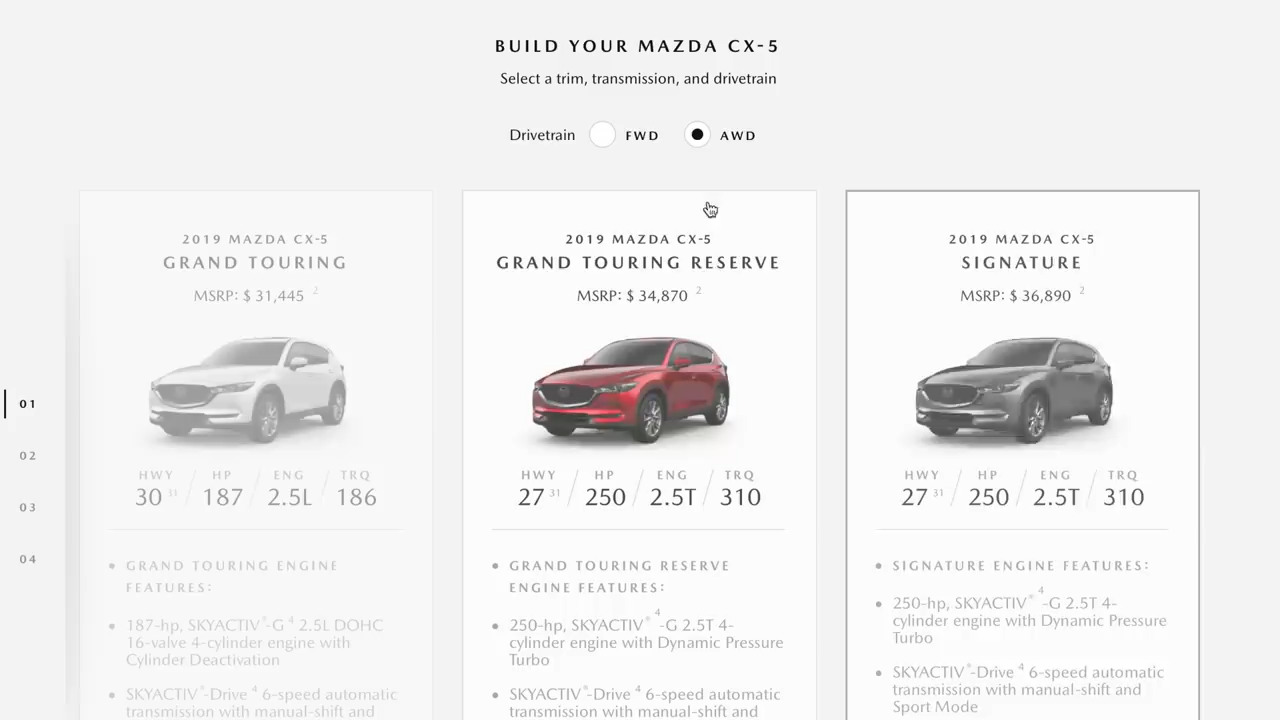 BUILD YOUR MAZDA CX-5
Select a trim, transmission, and drivetrain
Drivetrain FWD AWD
2019 MAZDA CX-5
GRAND TOURING
MSRP: $ 31,445 2
HWY HP ENG TRQ
30 31 187 2.5L 186
GRAND TOURING ENGINE
FEATURES:
187-hp, SKYACTIV®-G 4 2.5L DOHC
16-valve 4-cylinder engine with
Cylinder Deactivation
SKYACTIV®-Drive 4 6-speed automatic
transmission with manual-shift and
2019 MAZDA CX-5
GRAND TOURING RESERVE
MSRP: $ 34,870 2
HWY HP ENG TRQ
27 31 250 2.5T 310
GRAND TOURING RESERVE
ENGINE FEATURES:
250-hp, SKYACTIV® 4 -G 2.5T 4-
cylinder engine with Dynamic Pressure
Turbo
SKYACTIV®-Drive 4 6-speed automatic
transmission with manual-shift and
2019 MAZDA CX-5
SIGNATURE
MSRP: $ 36,890 2
HWY HP ENG TRQ
27 31 250 2.5T 310
SIGNATURE ENGINE FEATURES:
250-hp, SKYACTIV® 4 -G 2.5T 4-
cylinder engine with Dynamic Pressure
Turbo
SKYACTIV®-Drive 4 6-speed automatic
transmission with manual-shift and
Sport Mode
01
02
03
04